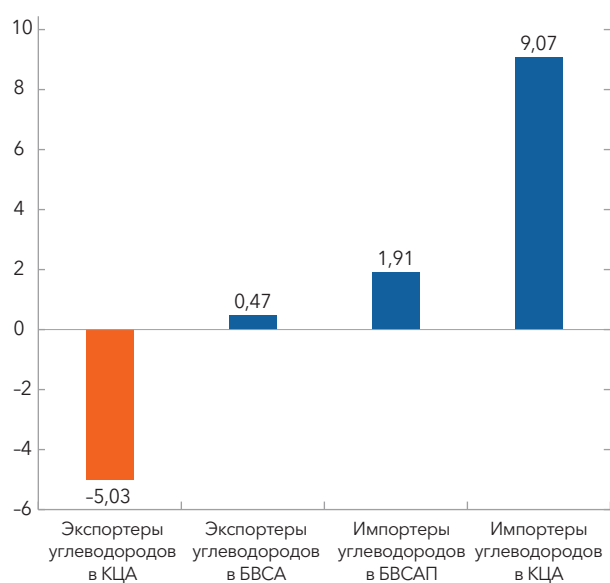 10
8
6
4
2
0
–2
–4
–6
–5,03
0,47
1,91
9,07
Экспортеры
углеводородов
в КЦА
Экспортеры
углеводородов
в БВСА
Импортеры
углеводородов
в БВСАП
Импортеры
углеводородов
в КЦА